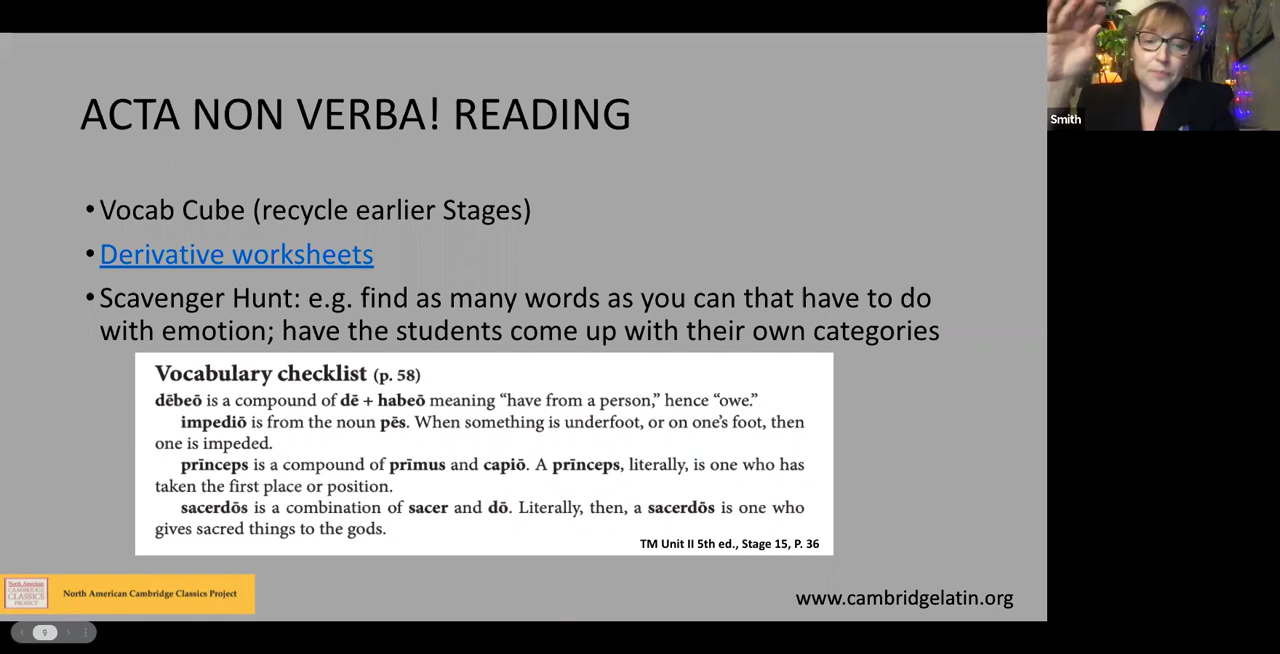 ACTA NON VERBA! READING
• Vocab Cube (recycle earlier Stages)
• Derivative worksheets
• Scavenger Hunt: e.g. find as many words as you can that have to do
with emotion; have the students come up with their own categories
Vocabulary checklist (p. 58)
dēbeō is a compound of dē + habeō meaning “have from a person,” hence “owe.”
impediō is from the noun pēs. When something is underfoot, or on one’s foot, then
one is impeded.
prīnceps is a compound of prīmus and capiō. A prīnceps, literally, is one who has
taken the first place or position.
sacerdōs is a combination of sacer and dō. Literally, then, a sacerdōs is one who
gives sacred things to the gods.
TM Unit II 5th ed., Stage 15, P. 36
North American
CAMBRIDGE
CLASSICS
PROJECT
North American Cambridge Classics Project
www.cambridgelatin.org
9
Smith